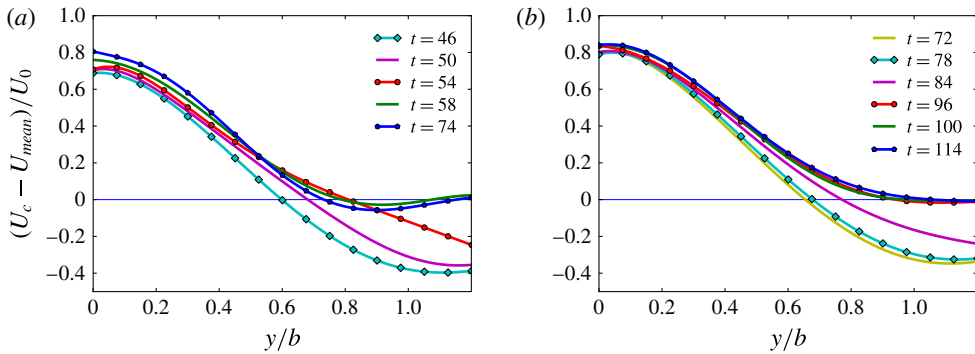 (a)
(U_c − U_mean)/U_0
1.0
0.8
0.6
0.4
0.2
0
−0.2
−0.4
0 0.2 0.4 0.6 0.8 1.0
y/b
t = 46
t = 50
t = 54
t = 58
t = 74
(b)
1.0
0.8
0.6
0.4
0.2
0
−0.2
−0.4
0 0.2 0.4 0.6 0.8 1.0
y/b
t = 72
t = 78
t = 84
t = 96
t = 100
t = 114